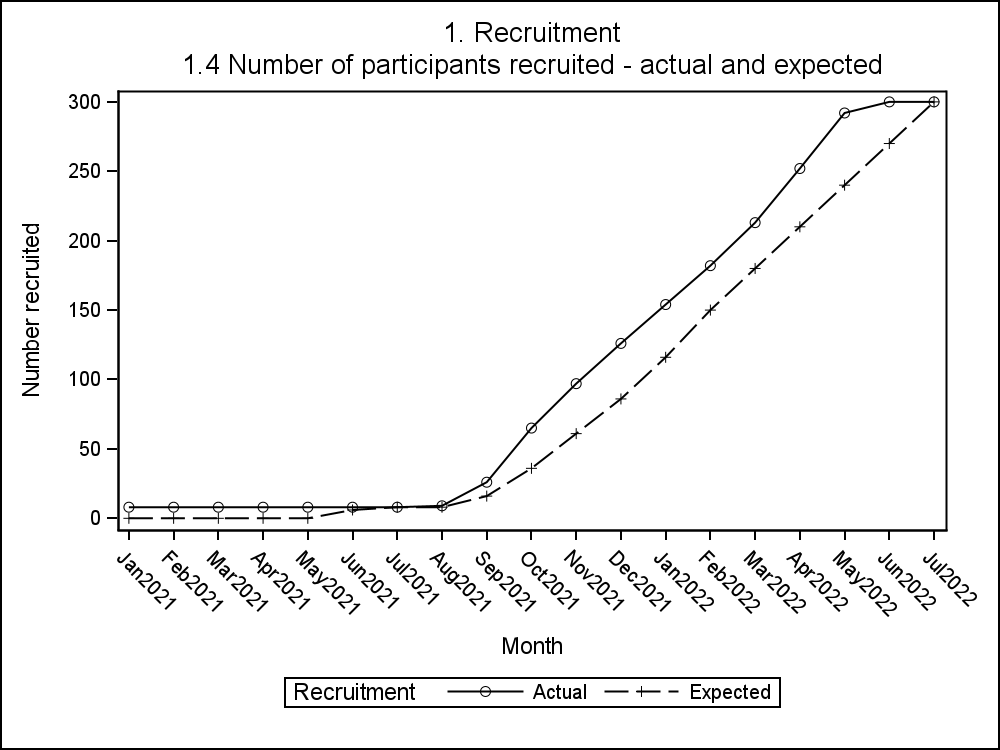 1. Recruitment
1.4 Number of participants recruited - actual and expected
Number recruited
300
250
200
150
100
50
0
Jan2021
Feb2021
Mar2021
Apr2021
May2021
Jun2021
Jul2021
Aug2021
Sep2021
Oct2021
Nov2021
Dec2021
Jan2022
Feb2022
Mar2022
Apr2022
May2022
Jun2022
Jul2022
Month
Recruitment Actual Expected